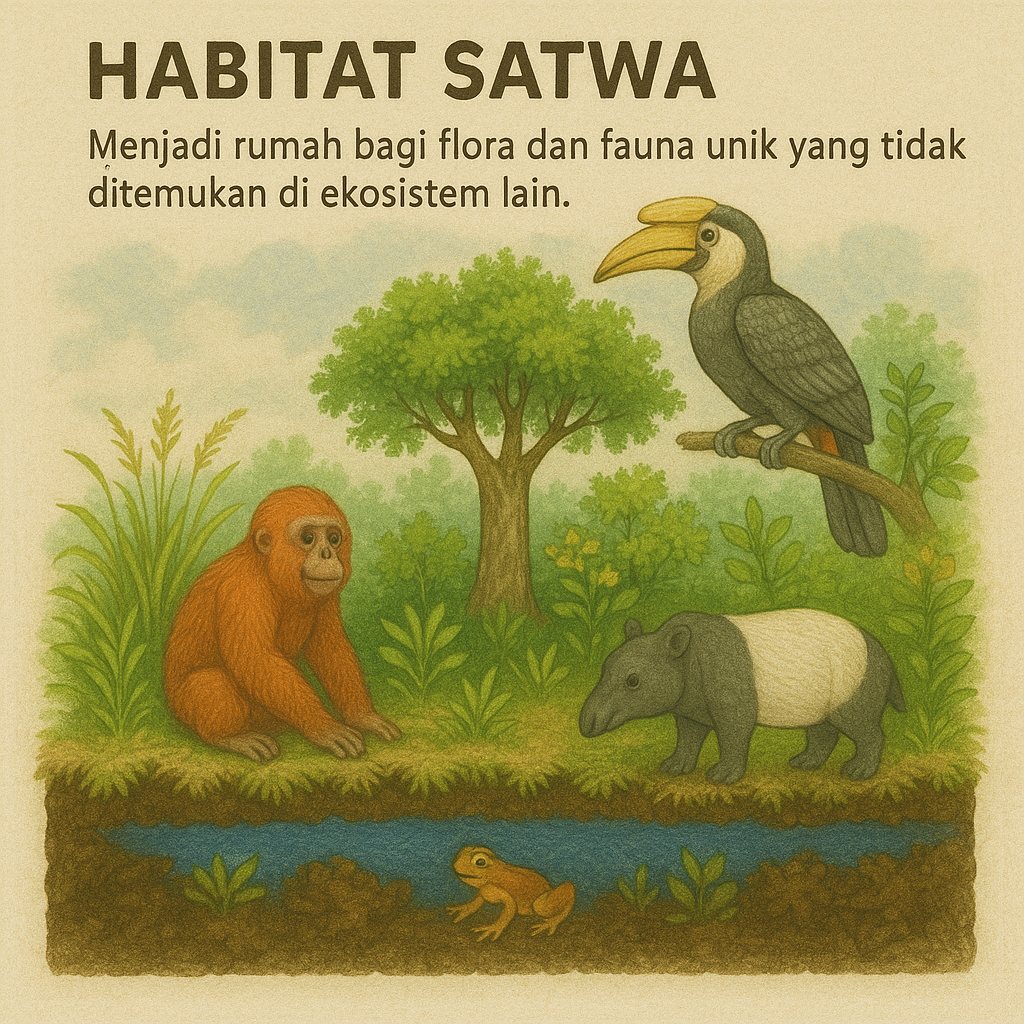 HABITAT SATWA
Menjadi rumah bagi flora dan fauna unik yang tidak
ditemukan di ekosistem lain.